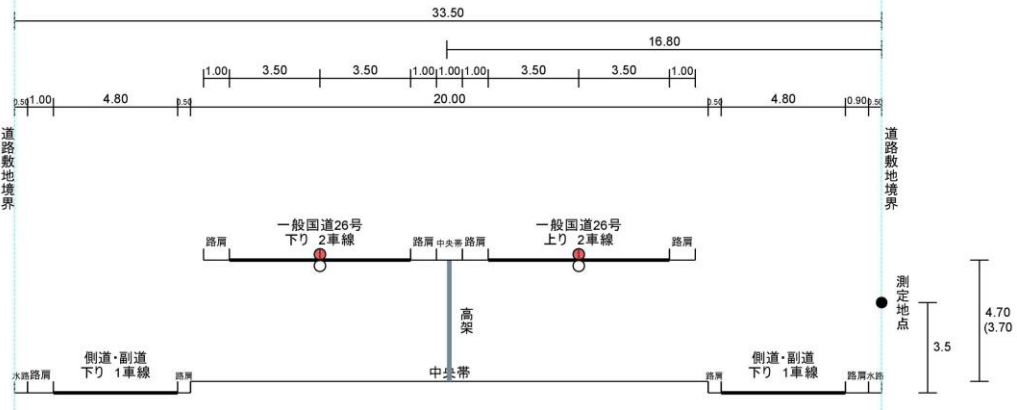 33.50
16.80
1.00 3.50 3.50 1.00 1.00 1.00 3.50 3.50 1.00
0.50 1.00 4.80 0.50 20.00 0.50 4.80 0.90 0.50
道路敷地境界
道路敷地境界
一般国道26号
下り 2車線
一般国道26号
上り 2車線
路肩 路肩 中央帯 路肩 路肩
測定地点
高架
4.70
(3.70
3.5
側道・副道
下り 1車線
側道・副道
下り 1車線
水路 路肩 路肩 中央帯 路肩 路肩 水路